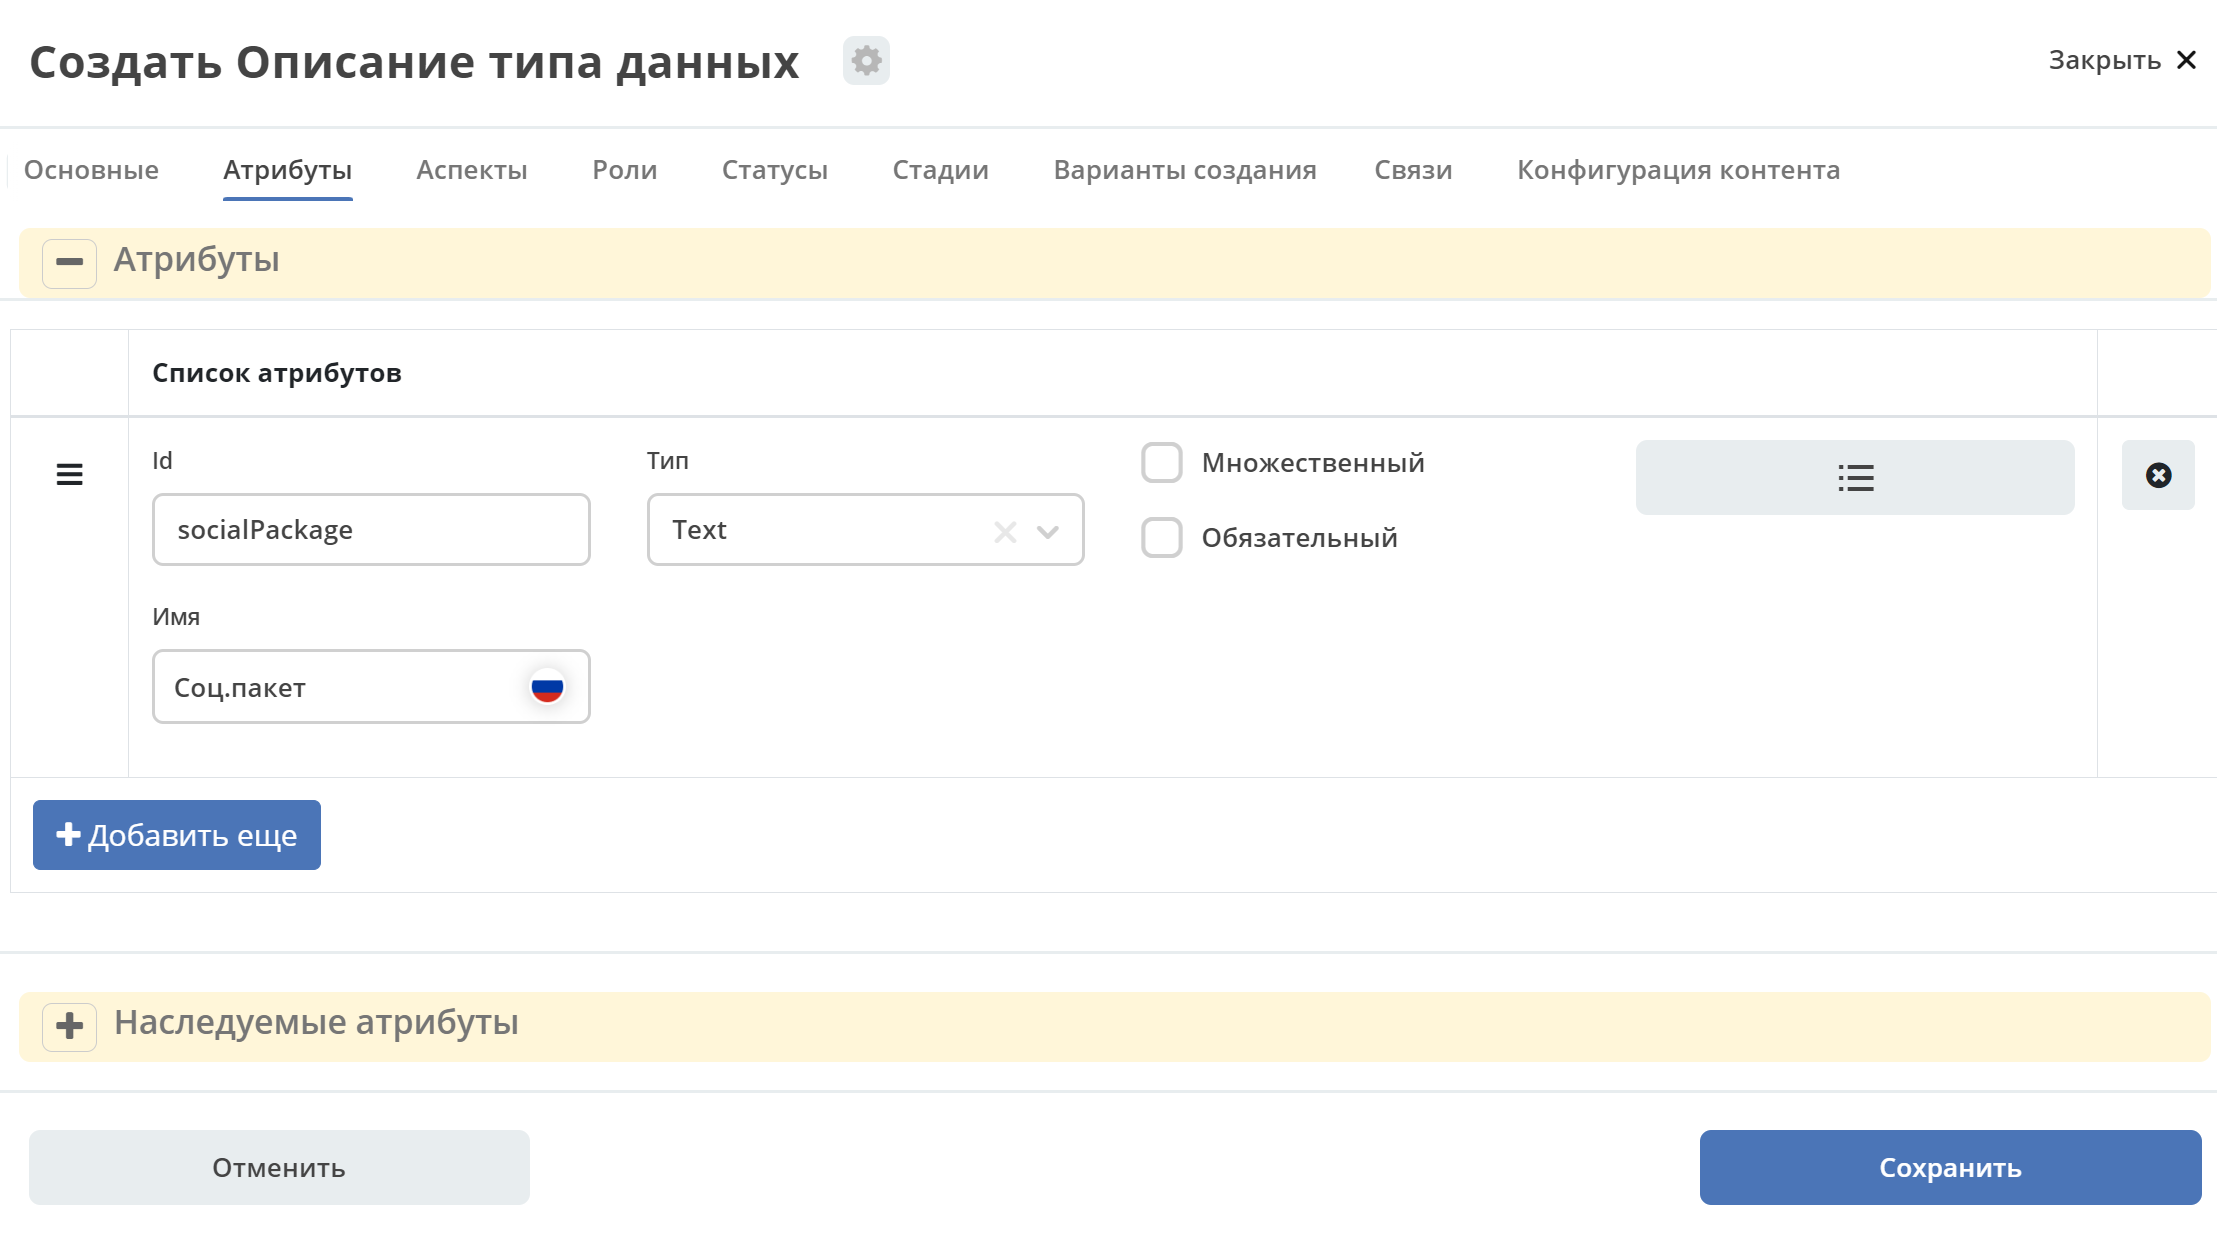 Создать Описание типа данных
Закрыть
Основные Атрибуты Аспекты Роли Статусы Стадии Варианты создания Связи Конфигурация контента
Атрибуты
Список атрибутов
Id
Тип
Множественный
socialPackage
Text
Обязательный
Имя
Соц.пакет
Добавить еще
Наследуемые атрибуты
Отменить
Сохранить